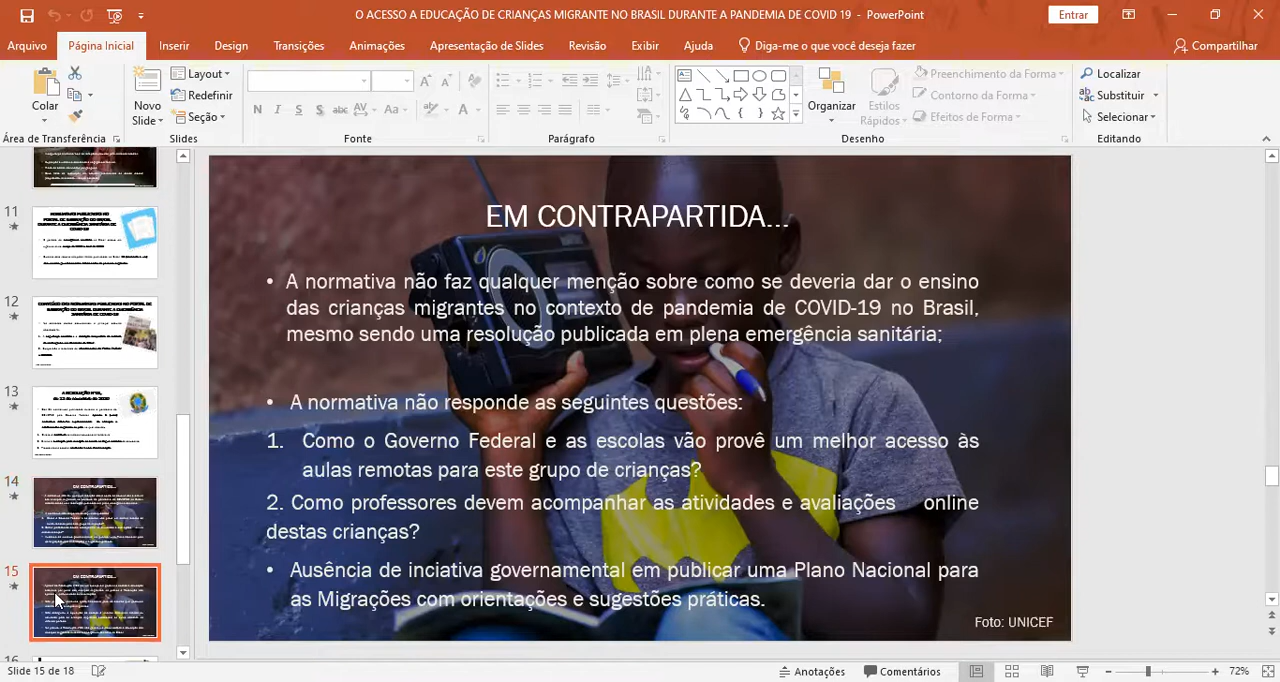 O ACESSO A EDUCAÇÃO DE CRIANÇAS MIGRANTE NO BRASIL DURANTE A PANDEMIA DE COVID 19 - PowerPoint
Entrar
Arquivo Página Inicial Inserir Design Transições Animações Apresentação de Slides Revisão Exibir Ajuda Diga-me o que você deseja fazer Compartilhar
Colar
Novo Slide
Layout
Redefinir
Seção
N I S S abc AV Aa A
Organizar
Estilos Rápidos
Preenchimento da Forma
Contorno da Forma
Efeitos de Forma
Localizar
Substituir
Selecionar
Área de Transferência Slides Fonte Parágrafo Desenho Editando
11
12
13
14
15
16
EM CONTRAPARTIDA...
• A normativa não faz qualquer menção sobre como se deveria dar o ensino
das crianças migrantes no contexto de pandemia de COVID-19 no Brasil,
mesmo sendo uma resolução publicada em plena emergência sanitária;
• A normativa não responde as seguintes questões:
1. Como o Governo Faderal e as escolas vão prove um melhor acesso às
aulas remotas para este grupo de crianças?
2. Como professores devem acompanhar as atividades e avaliações online
destas crianças?
• Ausência de inciativa governamental em publicar uma Plano Nacional para
as Migrações com orientações e sugestões práticas.
Foto: UNICEF
Slide 15 de 18
Anotações Comentários 72%